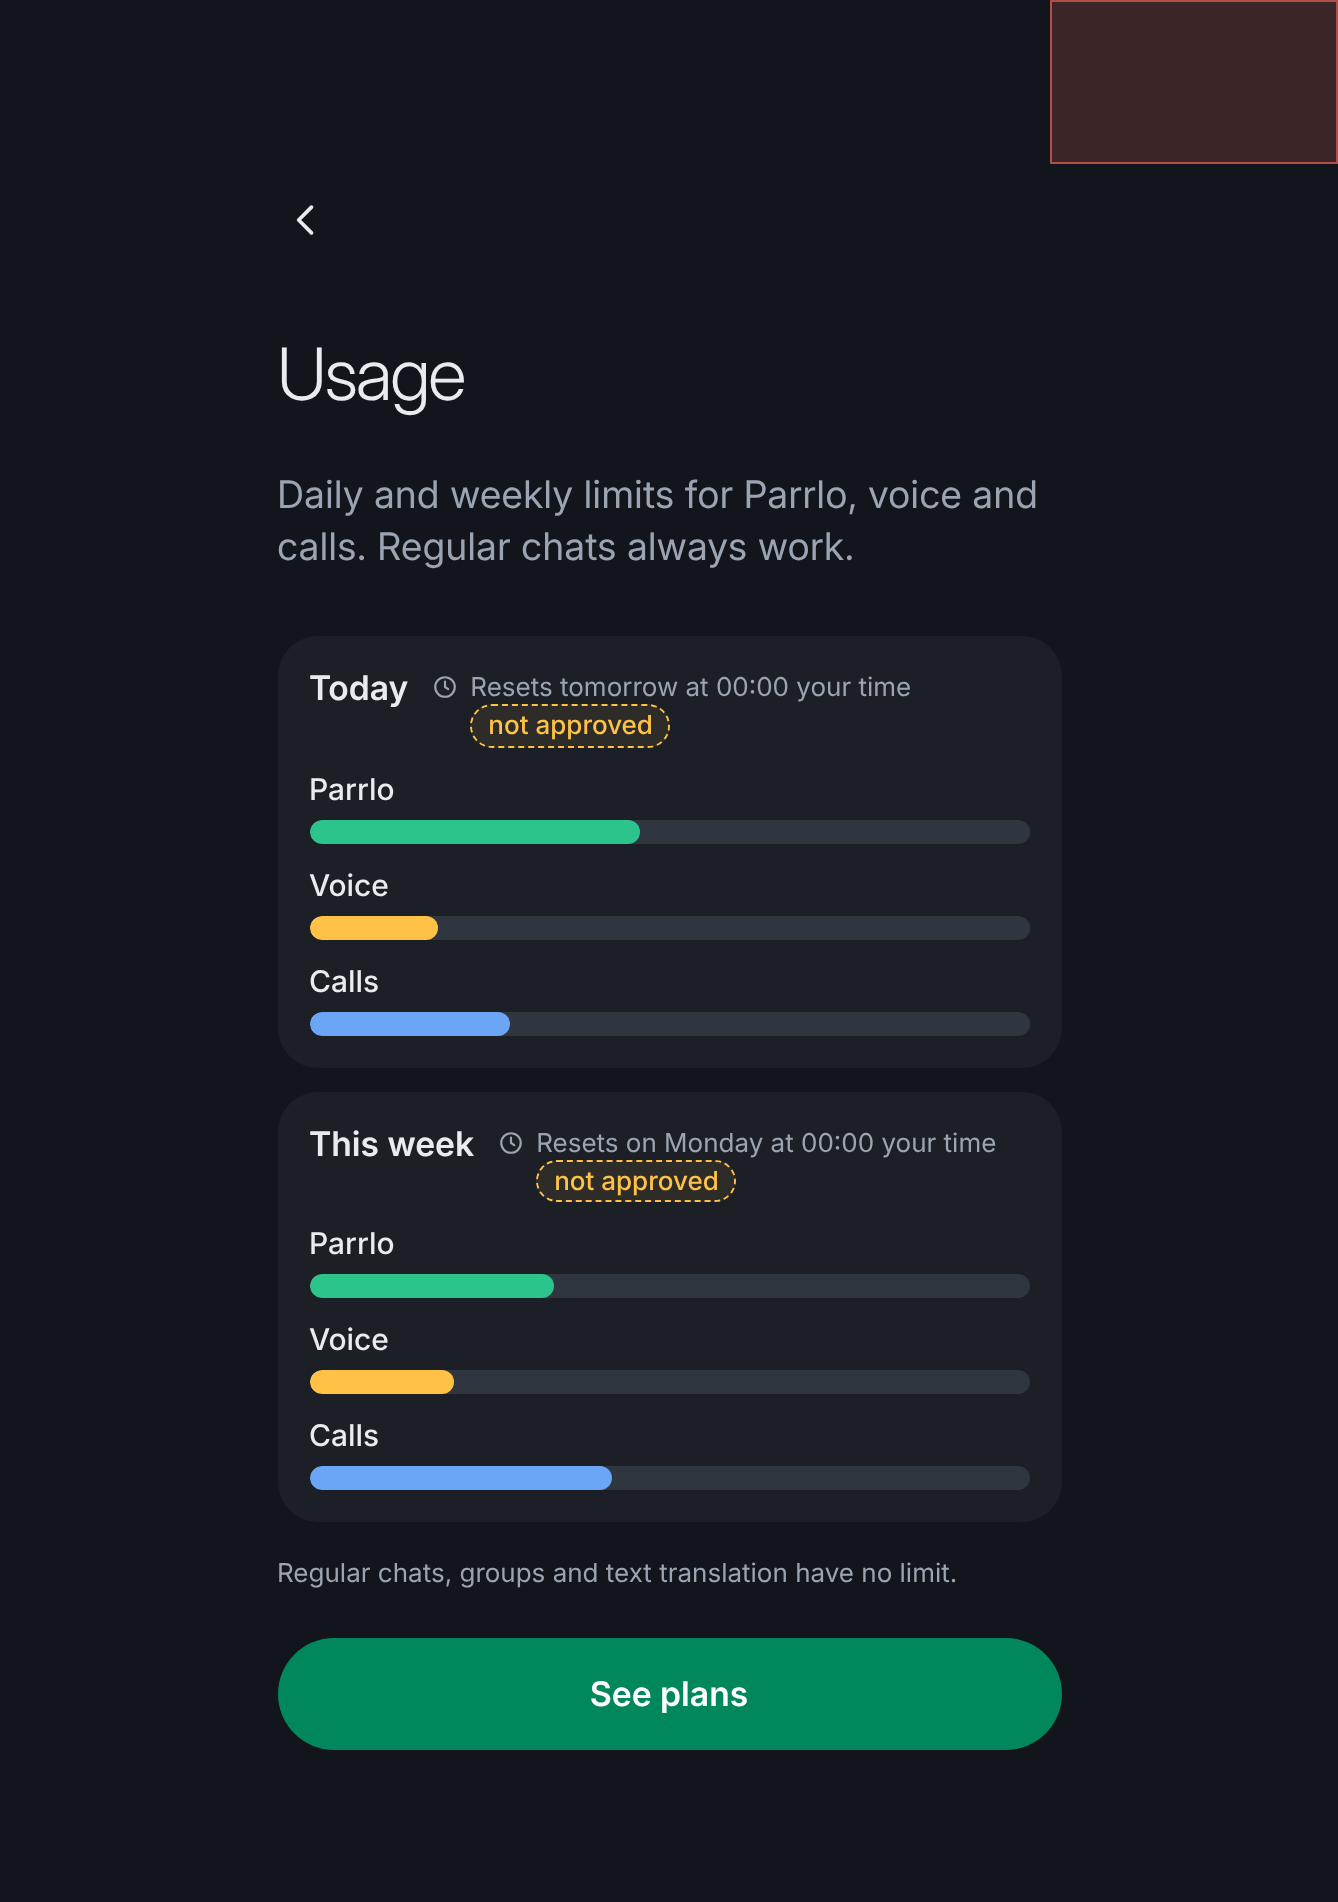 Usage
Daily and weekly limits for Parrlo, voice and
calls. Regular chats always work.
Today Resets tomorrow at 00:00 your time
not approved
Parrlo
Voice
Calls
This week Resets on Monday at 00:00 your time
not approved
Parrlo
Voice
Calls
Regular chats, groups and text translation have no limit.
See plans